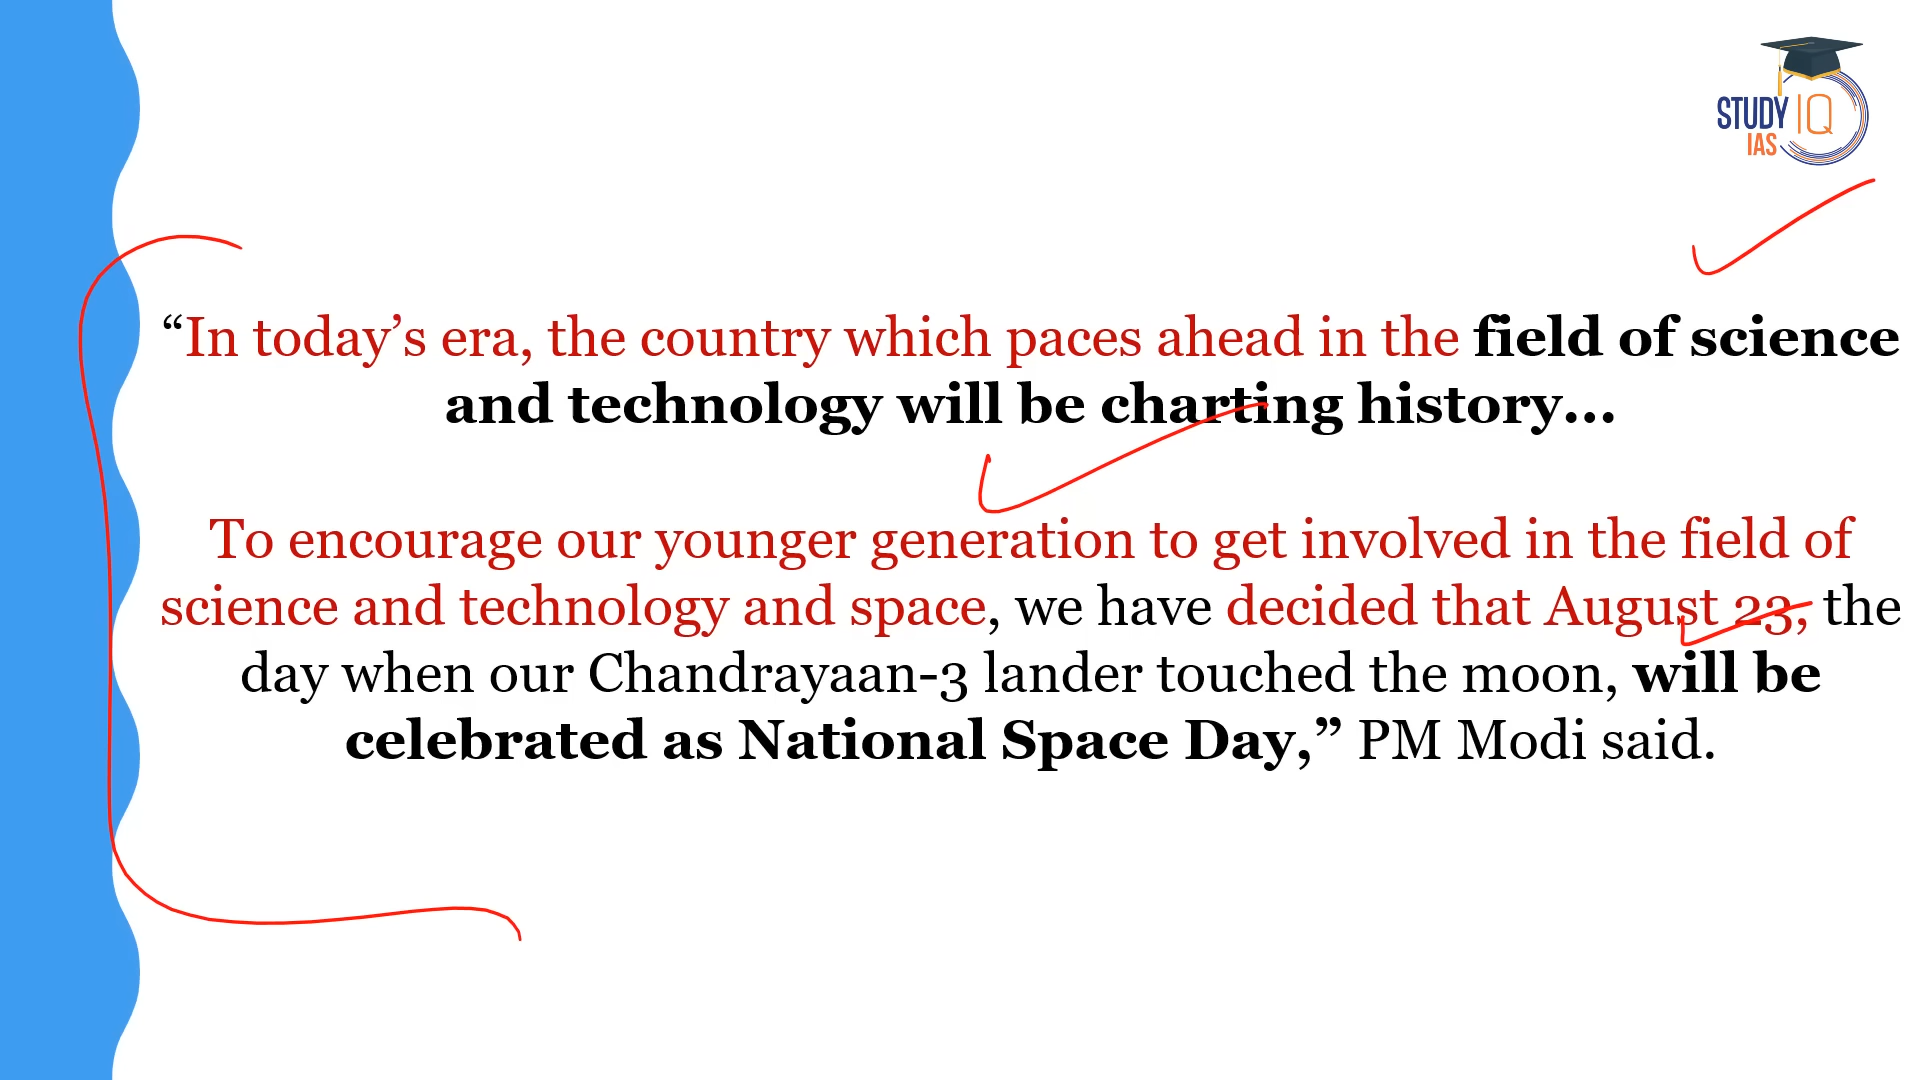 STUDY IQ
IAS
“In today’s era, the country which paces ahead in the field of science
and technology will be charting history…
To encourage our younger generation to get involved in the field of
science and technology and space, we have decided that August 23, the
day when our Chandrayaan-3 lander touched the moon, will be
celebrated as National Space Day,” PM Modi said.